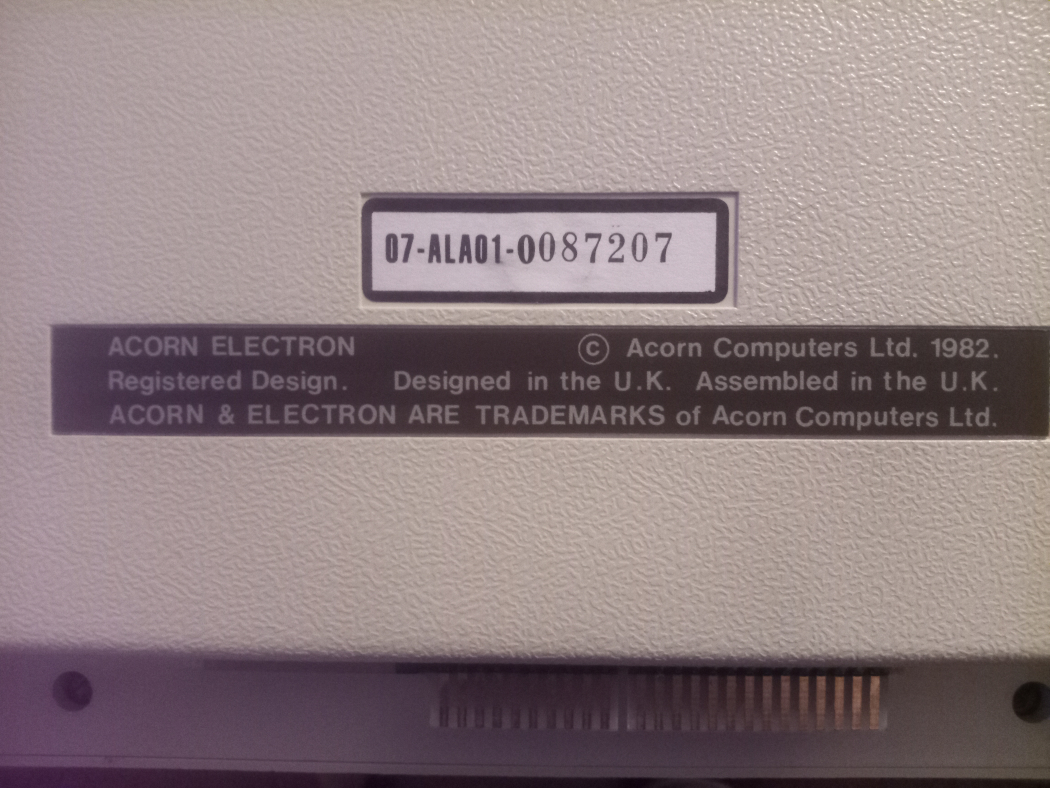 07-ALA01-0087207
ACORN ELECTRON © Acorn Computers Ltd. 1982.
Registered Design. Designed in the U.K. Assembled in the U.K.
ACORN & ELECTRON ARE TRADEMARKS of Acorn Computers Ltd.